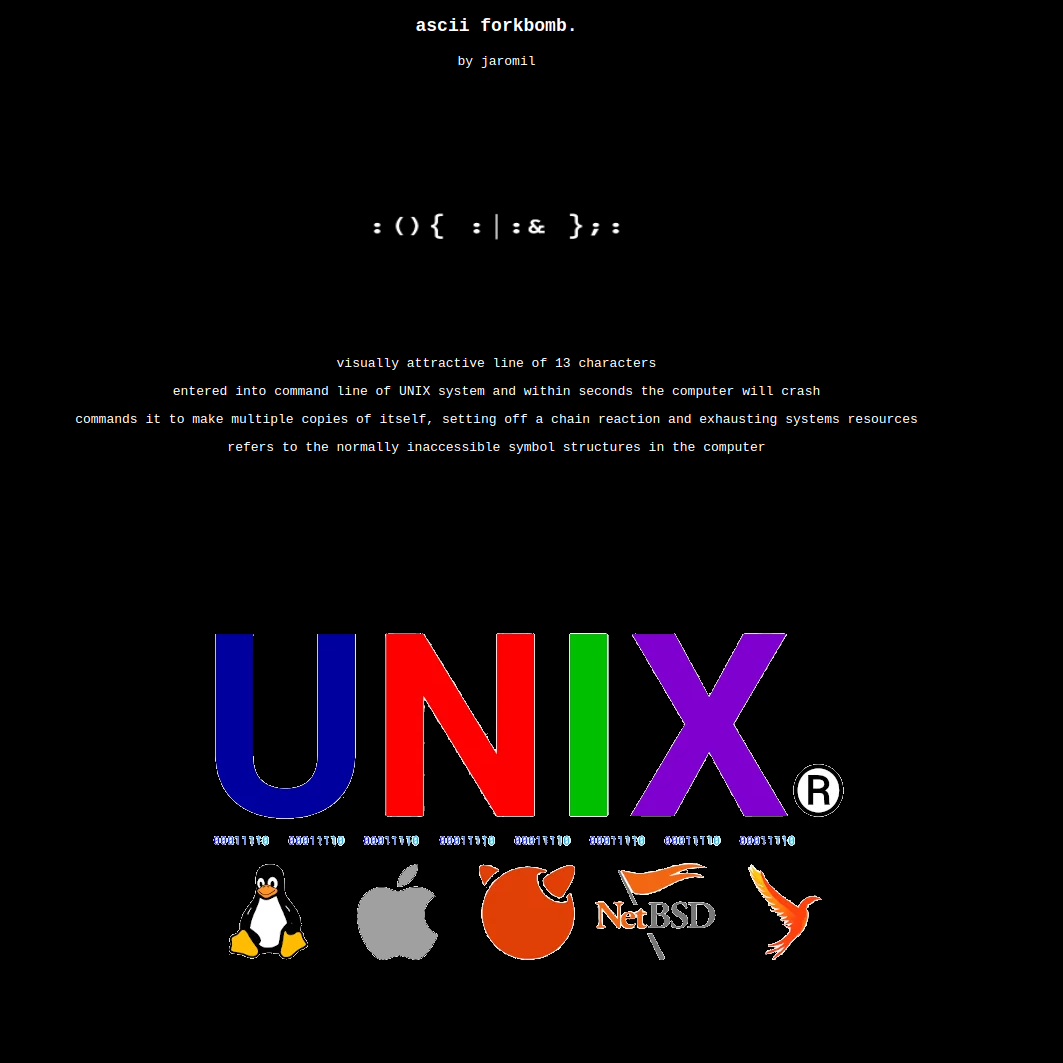 ascii forkbomb.
by jaromil
:(){ :|:& };:
visually attractive line of 13 characters
entered into command line of UNIX system and within seconds the computer will crash
commands it to make multiple copies of itself, setting off a chain reaction and exhausting systems resources
refers to the normally inaccessible symbol structures in the computer
UNIX®
NetBSD